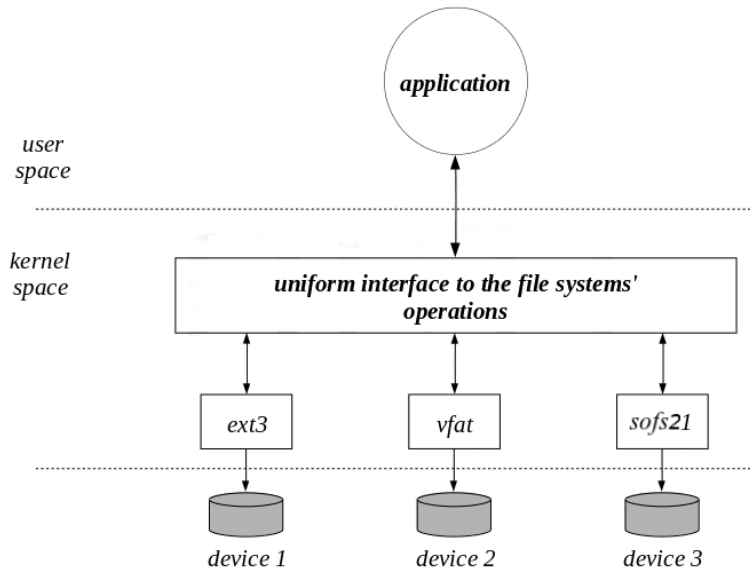 application
user
space
kernel
space
uniform interface to the file systems'
operations
ext3
vfat
sofs21
device 1
device 2
device 3